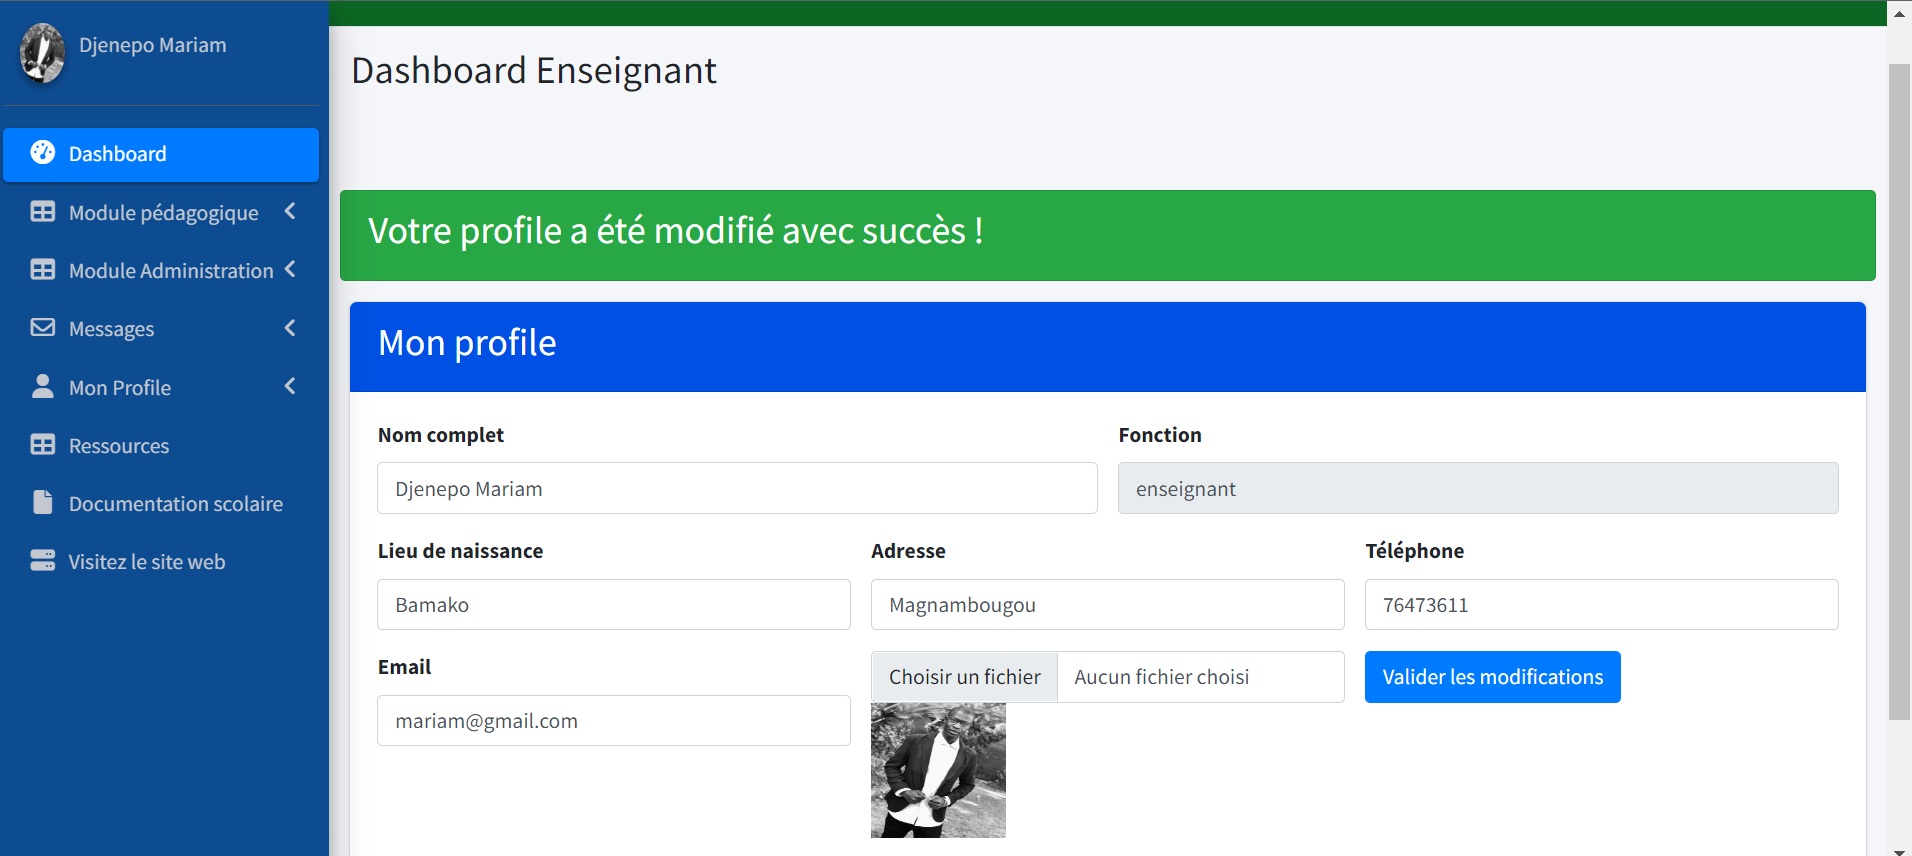 Djenepo Mariam
Dashboard
Module pédagogique
Module Administration
Messages
Mon Profile
Ressources
Documentation scolaire
Visitez le site web
Dashboard Enseignant
Votre profile a été modifié avec succès !
Mon profile
Nom complet
Fonction
Djenepo Mariam
enseignant
Lieu de naissance
Adresse
Téléphone
Bamako
Magnambougou
76473611
Email
Choisir un fichier
Aucun fichier choisi
Valider les modifications
mariam@gmail.com